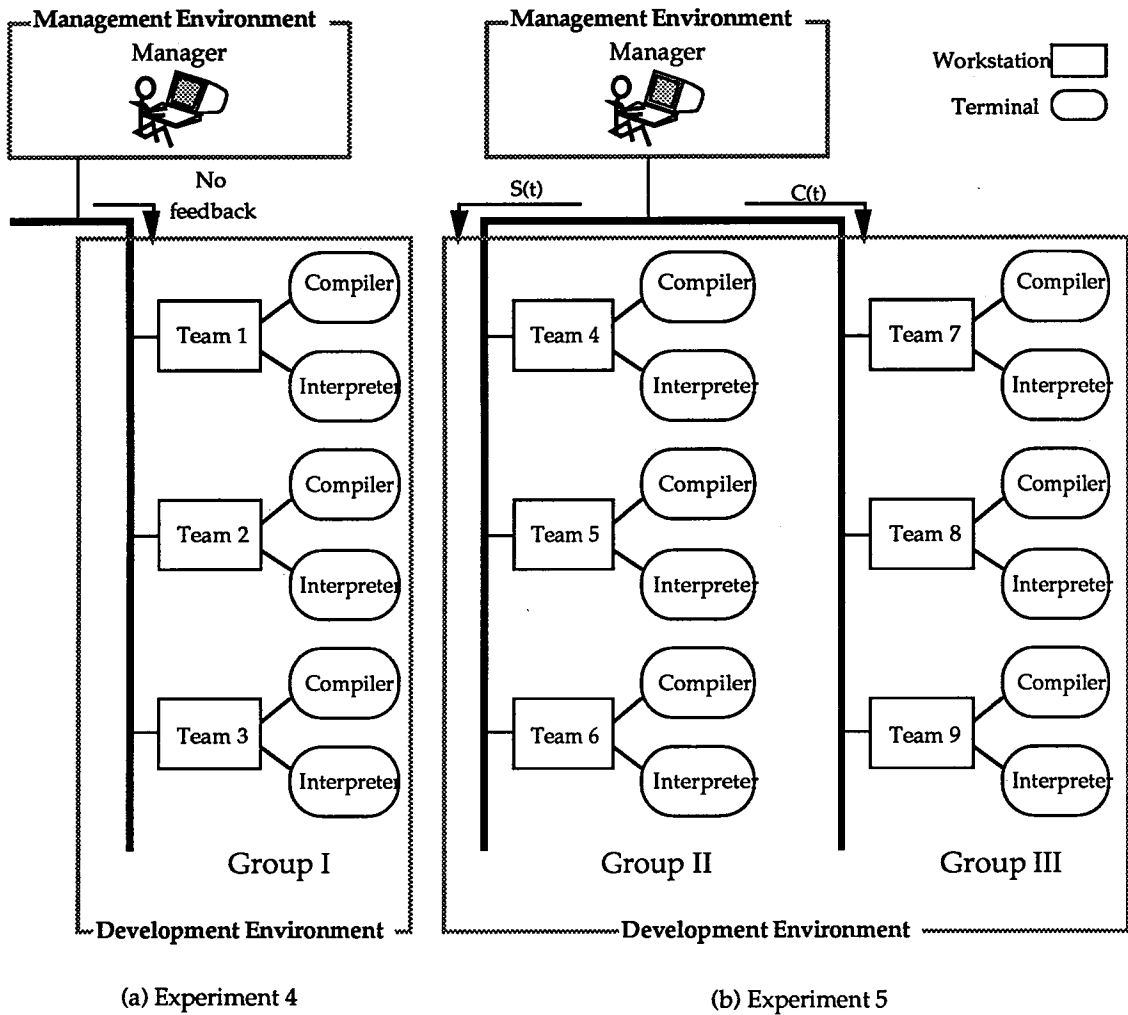 Management Environment
Manager
No
feedback
Team 1
Compiler
Interpreter
Team 2
Compiler
Interpreter
Team 3
Compiler
Interpreter
Group I
Development Environment
(a) Experiment 4
Management Environment
Manager
S(t)
C(t)
Team 4
Compiler
Interpreter
Team 5
Compiler
Interpreter
Team 6
Compiler
Interpreter
Group II
Team 7
Compiler
Interpreter
Team 8
Compiler
Interpreter
Team 9
Compiler
Interpreter
Group III
Development Environment
(b) Experiment 5
Workstation
Terminal